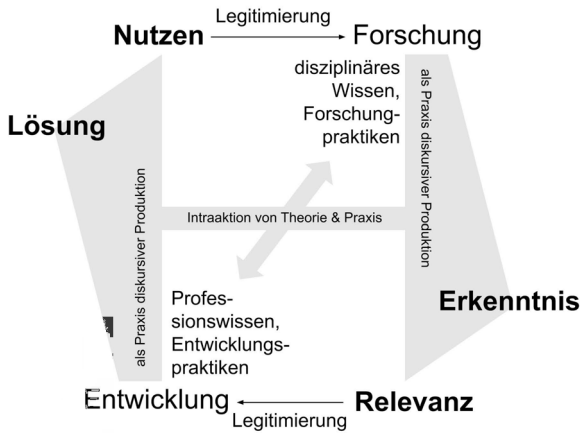 Legitimierung
Nutzen
Forschung
disziplinäres
Wissen,
Forschung-
praktiken
Lösung
als Praxis diskursiver Produktion
als Praxis diskursiver Produktion
Intraaktion von Theorie & Praxis
Profes-
sionswissen,
Entwicklungs-
praktiken
Erkenntnis
Entwicklung
Relevanz
Legitimierung